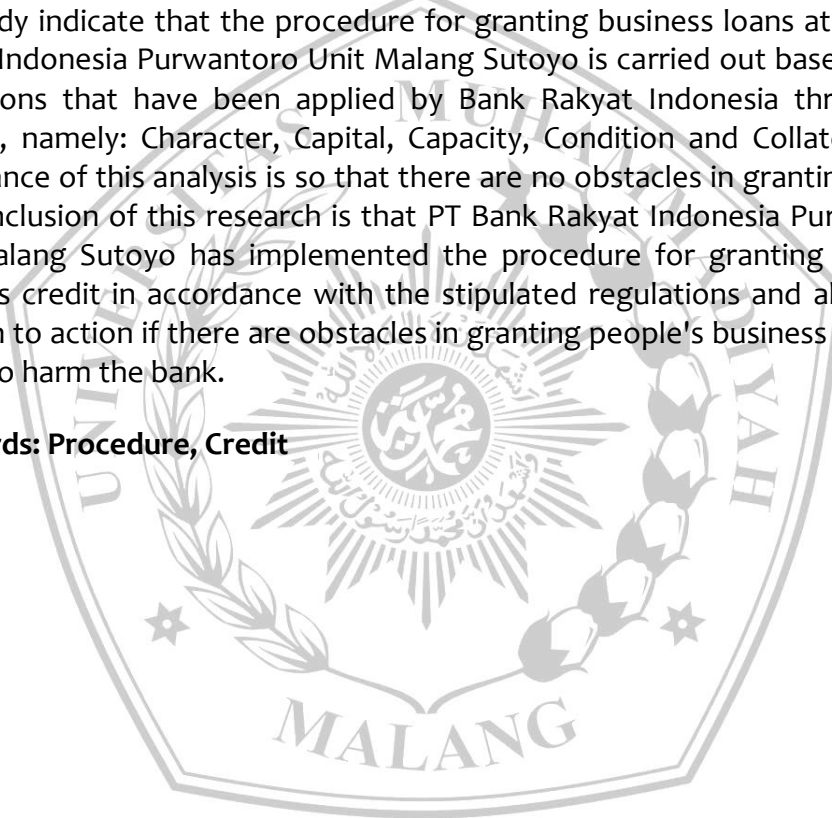 dy indicate that the procedure for granting business loans at
Indonesia Purwantoro Unit Malang Sutoyo is carried out base
ons that have been applied by Bank Rakyat Indonesia thr
, namely: Character, Capital, Capacity, Condition and Collat
ance of this analysis is so that there are no obstacles in grantin
nclusion of this research is that PT Bank Rakyat Indonesia Pur
alang Sutoyo has implemented the procedure for granting
s credit in accordance with the stipulated regulations and al
n to action if there are obstacles in granting people's business
o harm the bank.
rds: Procedure, Credit
UNIVERSITAS MUHAMMADIYAH
MALANG